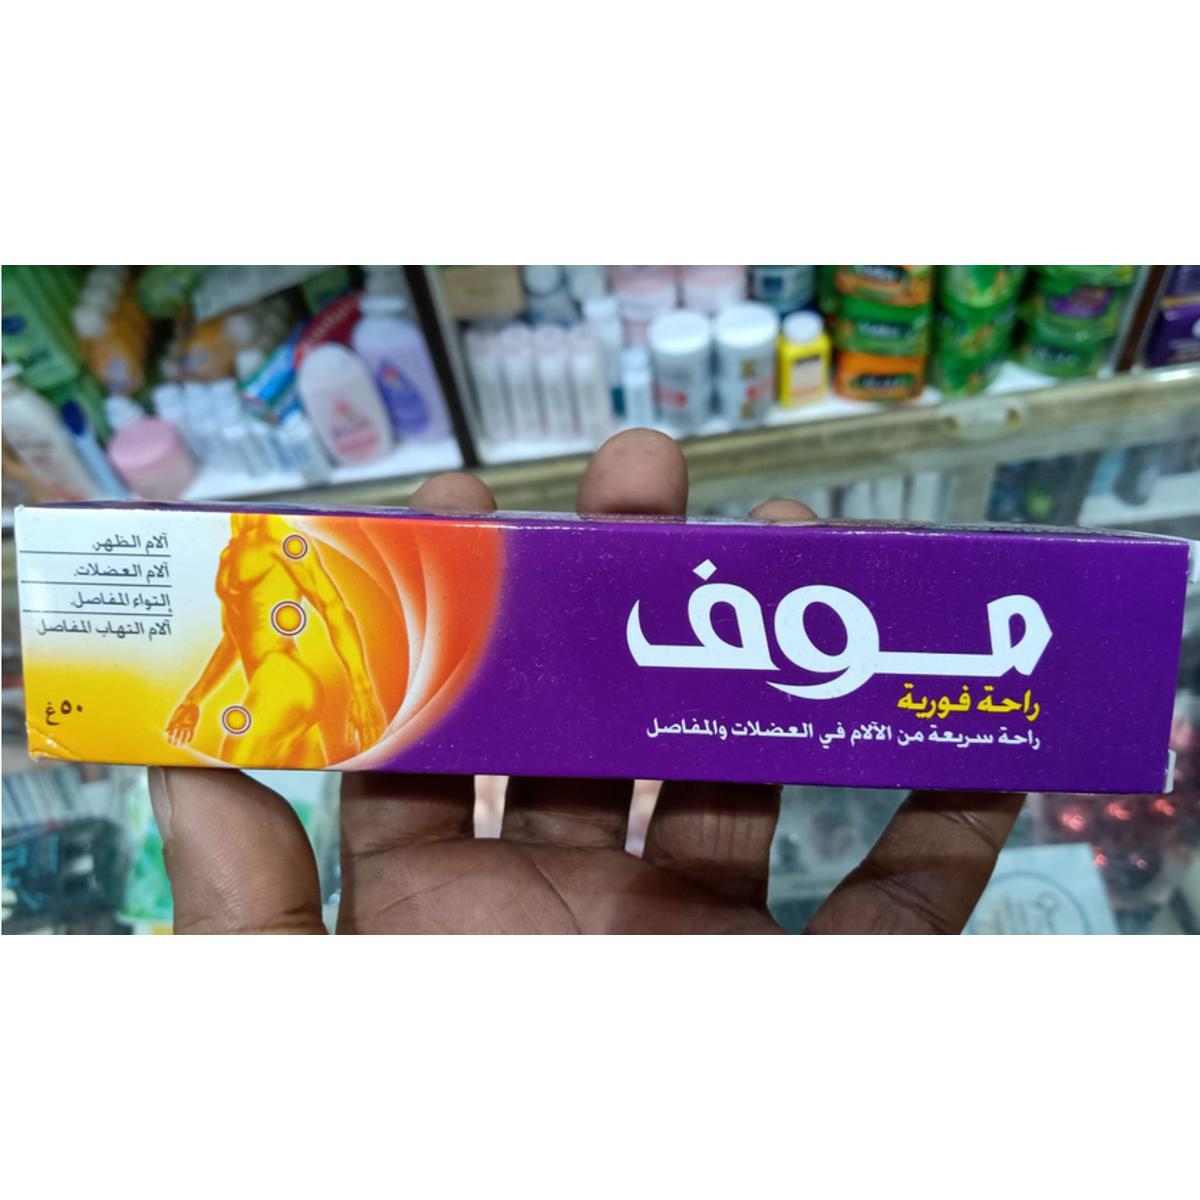 موف
راحة فورية
راحة سريعة من الآلام في العضلات والمفاصل
آلام الظهر.
آلام العضلات.
إلتواء المفاصل.
آلام التهاب المفاصل
٥٠غ